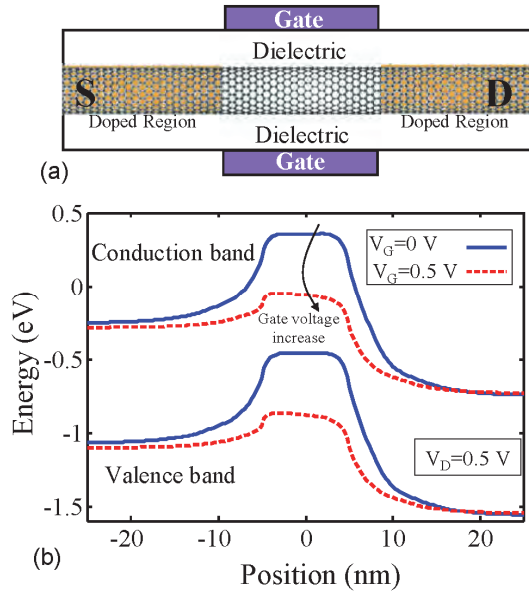 Gate
Dielectric
S
D
Doped Region
Doped Region
Dielectric
Gate
(a)
0.5
Conduction band
V_G=0 V
V_G=0.5 V
0
Gate voltage
increase
-0.5
Energy (eV)
-1
Valence band
V_D=0.5 V
-1.5
-20 -10 0 10 20
(b)
Position (nm)